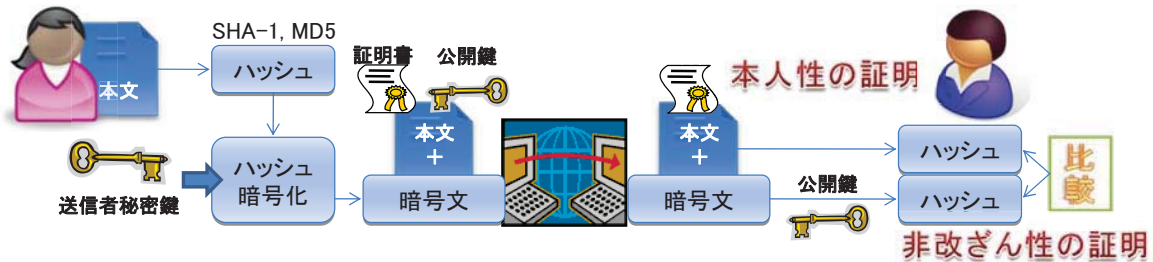 SHA-1, MD5
本文
ハッシュ
ハッシュ
暗号化
送信者秘密鍵
証明書
公開鍵
本文
+
暗号文
本文
+
暗号文
本人性の証明
公開鍵
ハッシュ
ハッシュ
比較
非改ざん性の証明